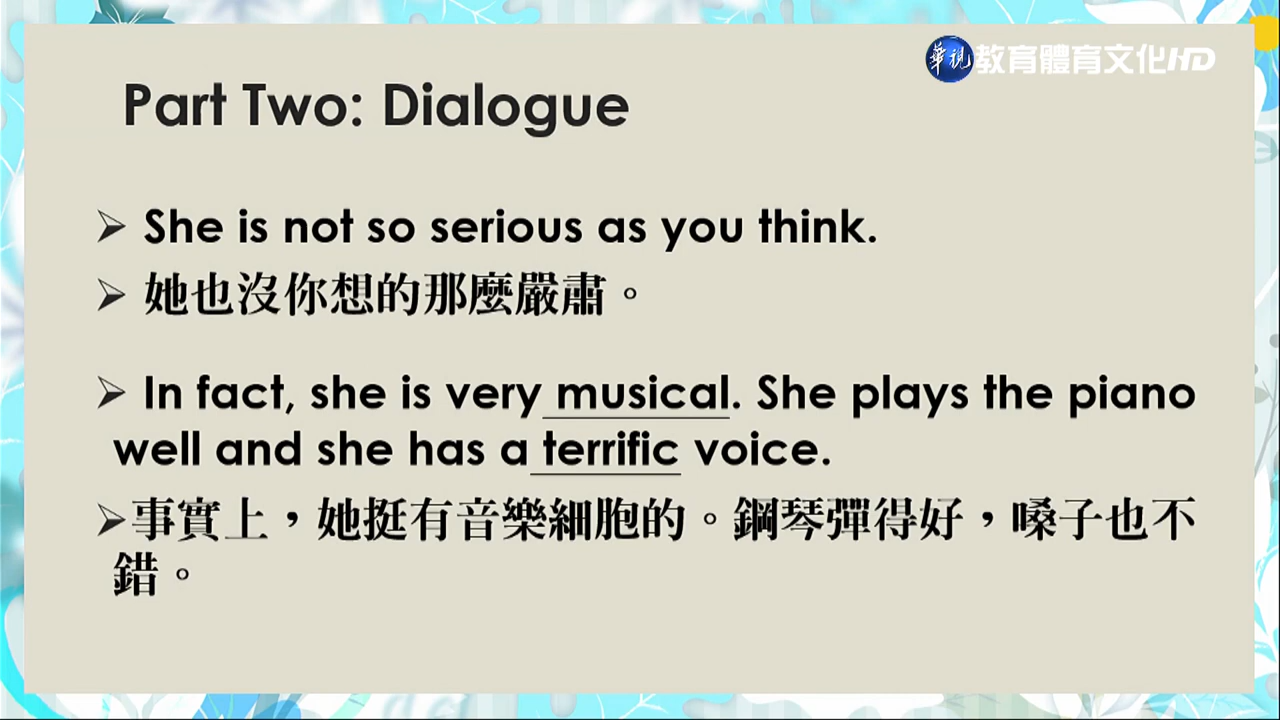 華視 教育體育文化HD
Part Two: Dialogue
➢ She is not so serious as you think.
➢ 她也沒你想的那麼嚴肅。
➢ In fact, she is very musical. She plays the piano
well and she has a terrific voice.
➢事實上，她挺有音樂細胞的。鋼琴彈得好，嗓子也不
錯。